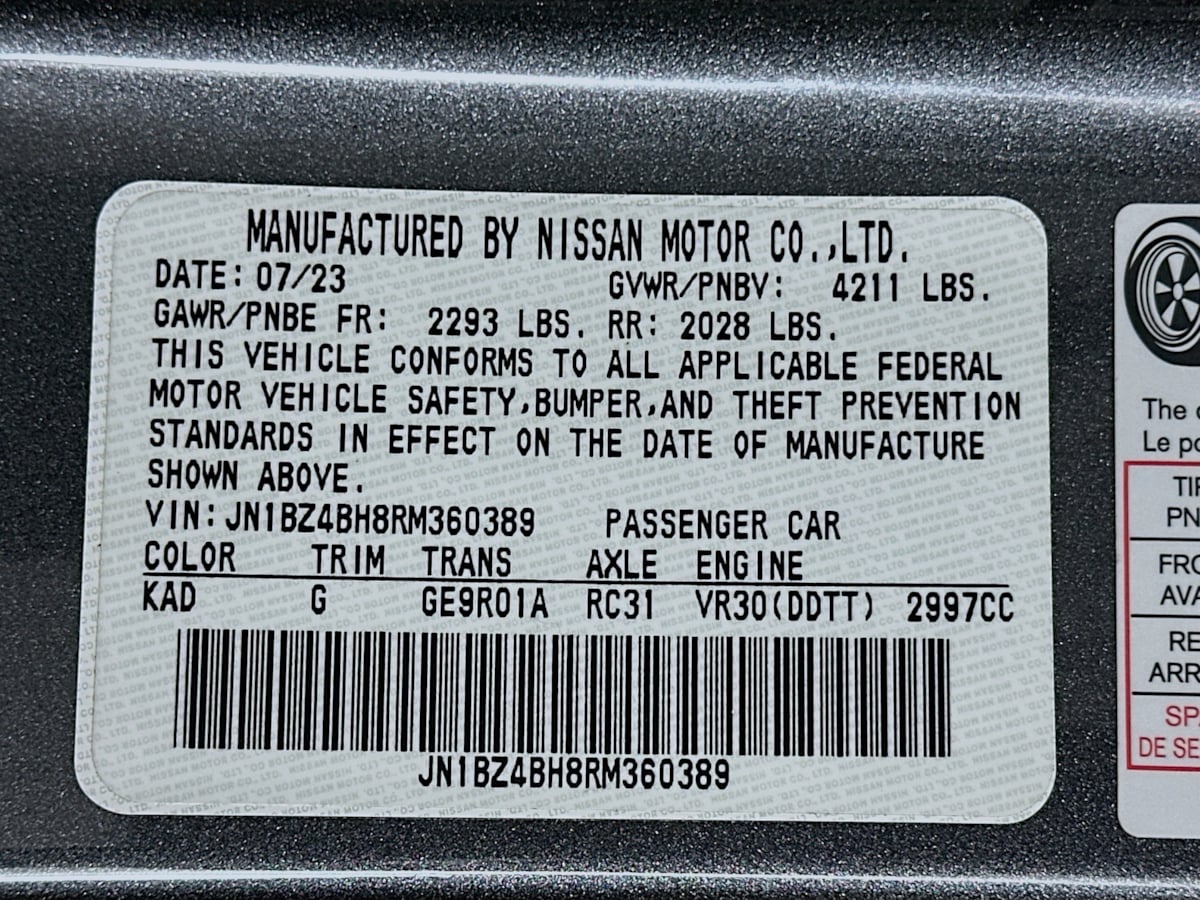 MANUFACTURED BY NISSAN MOTOR CO.,LTD.
DATE: 07/23 GVWR/PNBV: 4211 LBS.
GAWR/PNBE FR: 2293 LBS. RR: 2028 LBS.
THIS VEHICLE CONFORMS TO ALL APPLICABLE FEDERAL
MOTOR VEHICLE SAFETY,BUMPER,AND THEFT PREVENTION
STANDARDS IN EFFECT ON THE DATE OF MANUFACTURE
SHOWN ABOVE.
VIN:JN1BZ4BH8RM360389 PASSENGER CAR
COLOR TRIM TRANS AXLE ENGINE
KAD G GE9R01A RC31 VR30(DDTT) 2997CC
JN1BZ4BH8RM360389
The
Le
DE